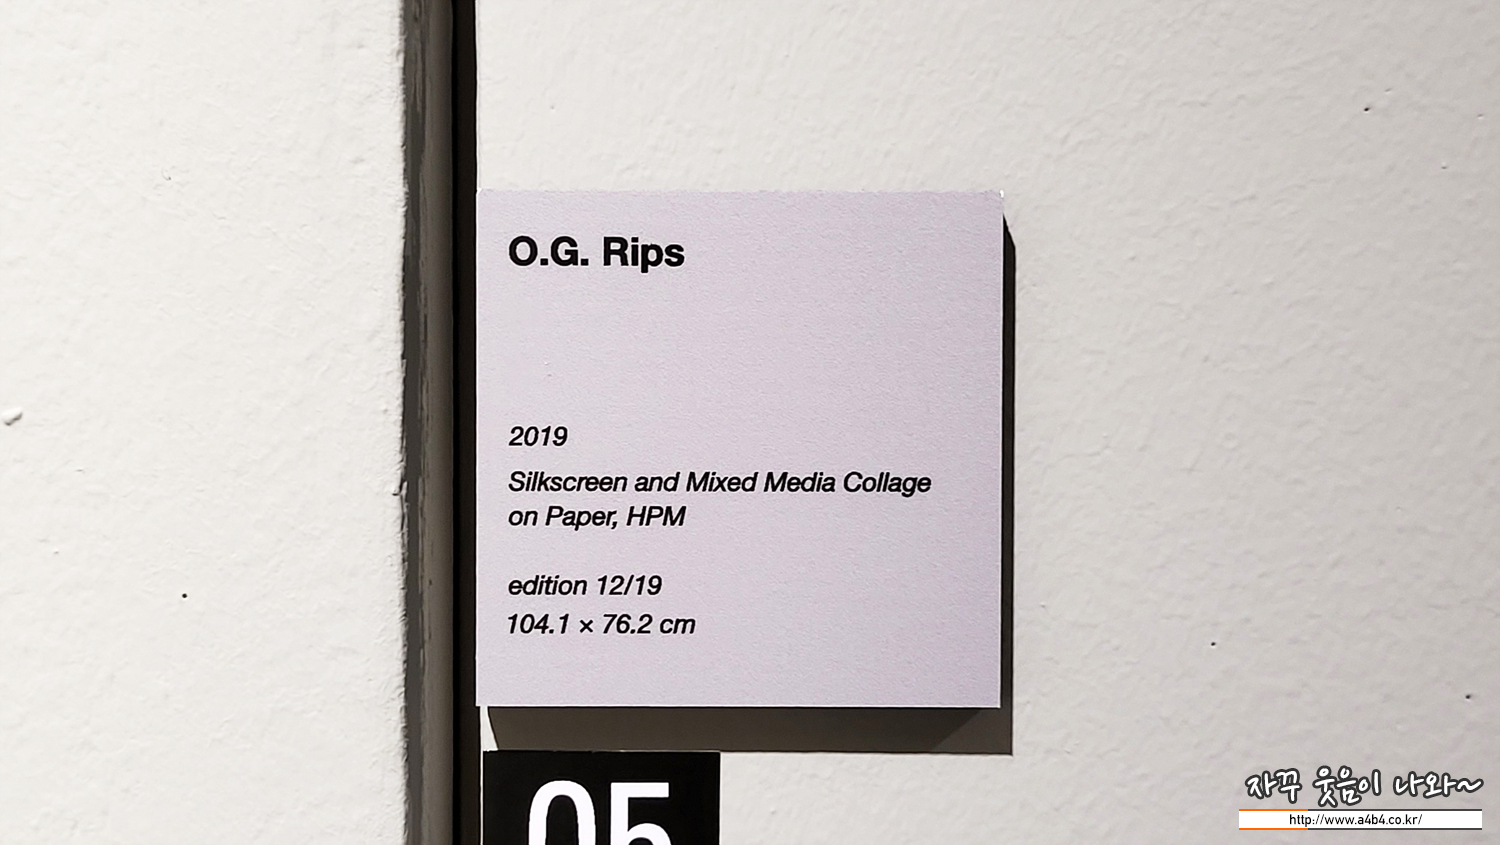 O.G. Rips
2019
Silkscreen and Mixed Media Collage
on Paper, HPM
edition 12/19
104.1 × 76.2 cm
05
자꾸 웃음이 나와~
http://www.a4b4.co.kr/